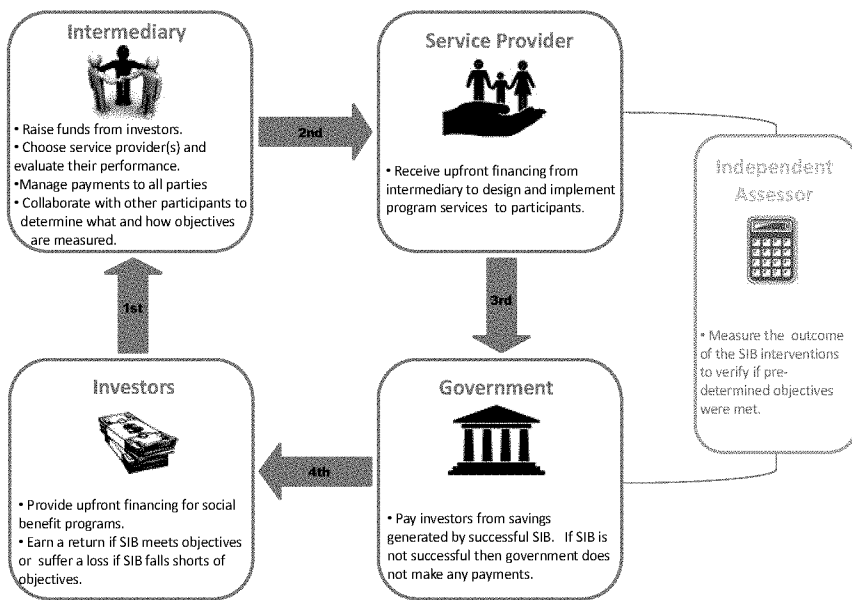 Intermediary
• Raise funds from investors.
• Choose service provider(s) and
evaluate their performance.
•Manage payments to all parties
• Collaborate with other participants to
determine what and how objectives
are measured.
2nd
Service Provider
• Receive upfront financing from
intermediary to design and implement
program services to participants.
Independent
Assessor
• Measure the outcome
of the SIB interventions
to verify if pre-
determined objectives
were met.
1st
3rd
Investors
• Provide upfront financing for social
benefit programs.
• Earn a return if SIB meets objectives
or suffer a loss if SIB falls shorts of
objectives.
4th
Government
• Pay investors from savings
generated by successful SIB. If SIB is
not successful then government does
not make any payments.